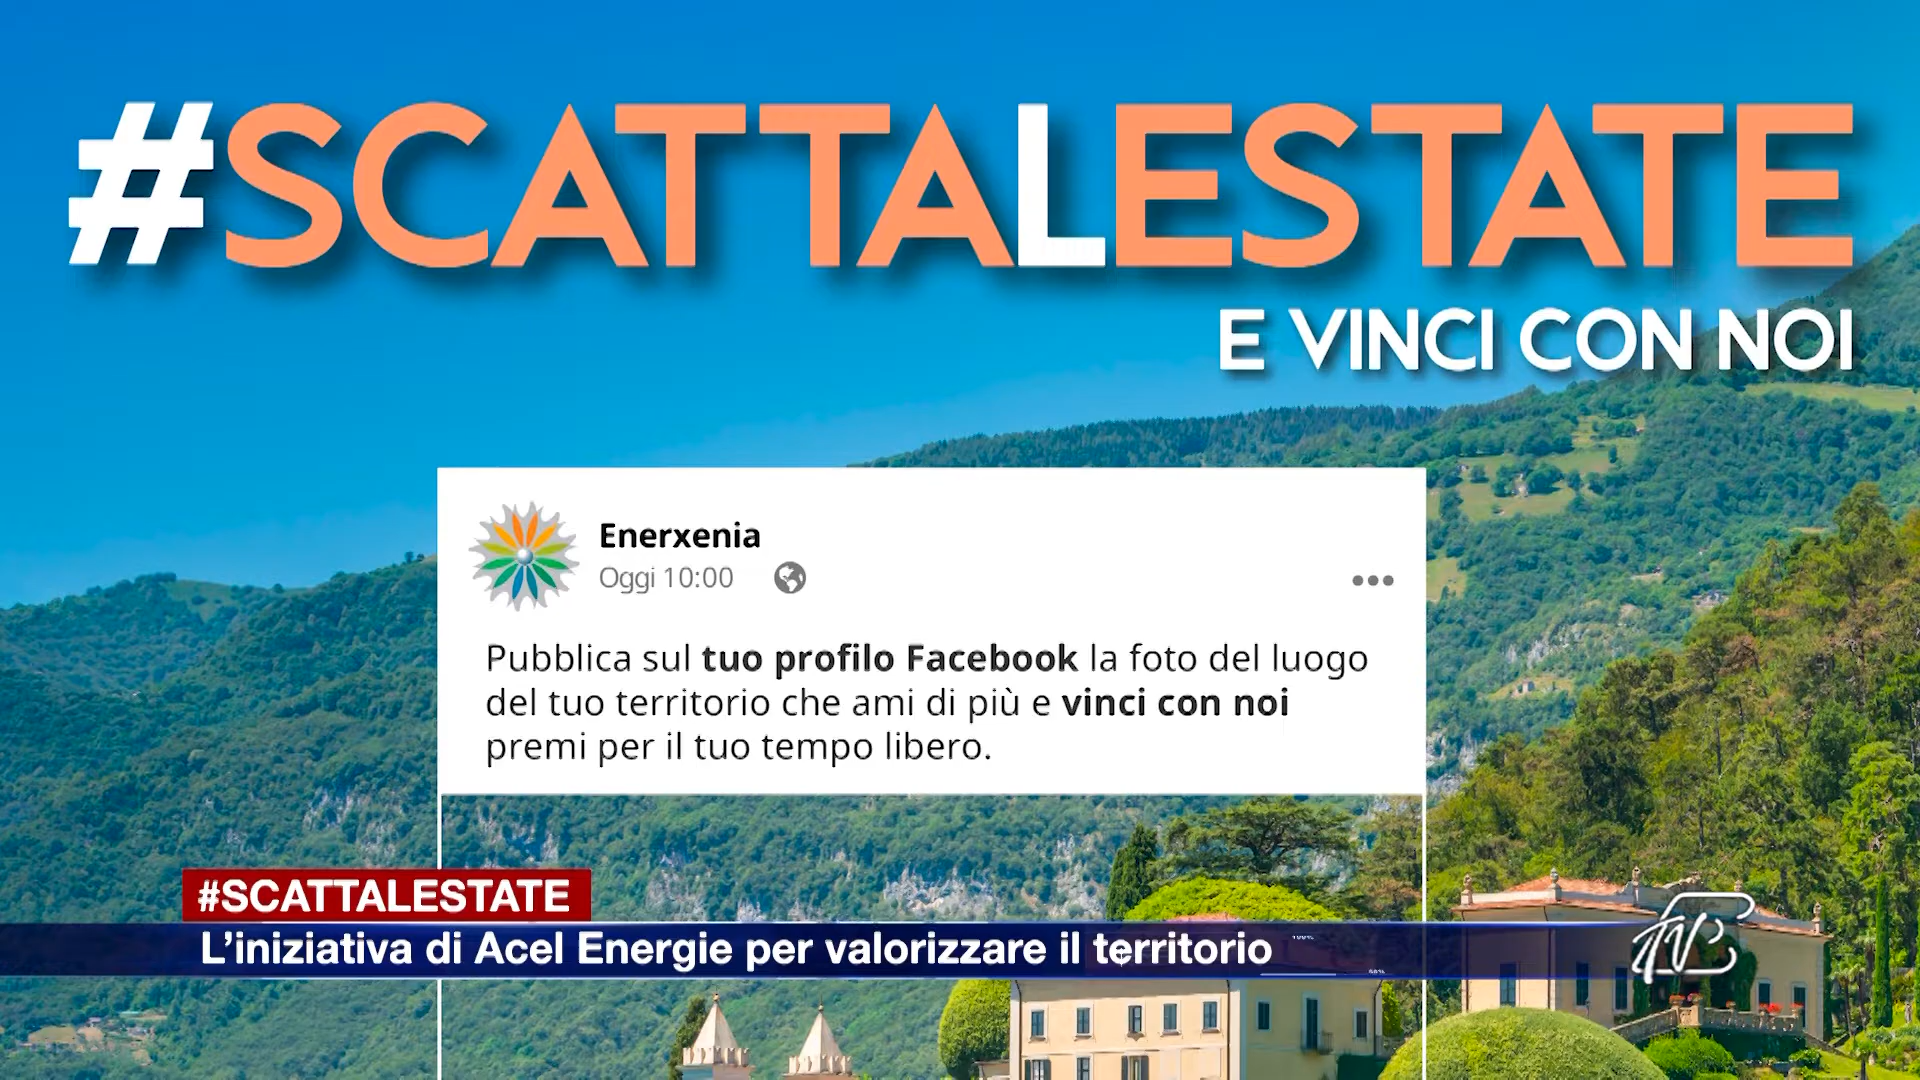 #SCATTALESTATE
E VINCI CON NOI
Enerxenia
Oggi 10:00
Pubblica sul tuo profilo Facebook la foto del luogo
del tuo territorio che ami di più e vinci con noi
premi per il tuo tempo libero.
#SCATTALESTATE
L'iniziativa di Acel Energie per valorizzare il territorio